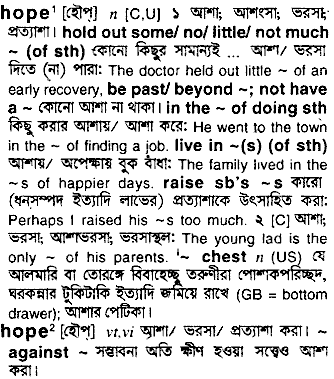 hope¹ [হৌপ্] n [C,U] ১ আশা; আশংসা; ভরসা;
প্রত্যাশা। hold out some/ no/ little/ not much
~ (of sth) কোনো কিছুর সামান্যই ... আশা/ ভরসা
দিতে (না) পারা: The doctor held out little ~ of an
early recovery, be past/ beyond ~; not have
a ~ কোনো আশা না থাকা। in the ~ of doing sth
কিছু করার আশায়/ আশা করে: He went to the town
in the ~ of finding a job. live in ~(s) (of sth)
আশায়/ অপেক্ষায় বুক বাঁধা: The family lived in the
~s of happier days. raise sb's ~s কারো
(ধনসম্পদ ইত্যাদি লাভের) প্রত্যাশাকে উৎসাহিত করা:
Perhaps I raised his ~s too much. ২ [C] আশা;
ভরসা; আশাভরসা; ভরসাস্থল: The young lad is the
only ~ of his parents. ˈ~ chest n (US) যে
আলমারি বা তোরঙ্গে বিবাহেচ্ছু তরুণীরা পোশাকপরিচ্ছদ,
ঘরকন্নার টুকিটাকি ইত্যাদি জমিয়ে রাখে (GB = bottom
drawer); আশার পেটিকা।
hope² [হৌপ্] vt,vi আশা/ ভরসা/ প্রত্যাশা করা। ~
against ~ সম্ভাবনা অতি ক্ষীণ হওয়া সত্ত্বেও আশা
করা।